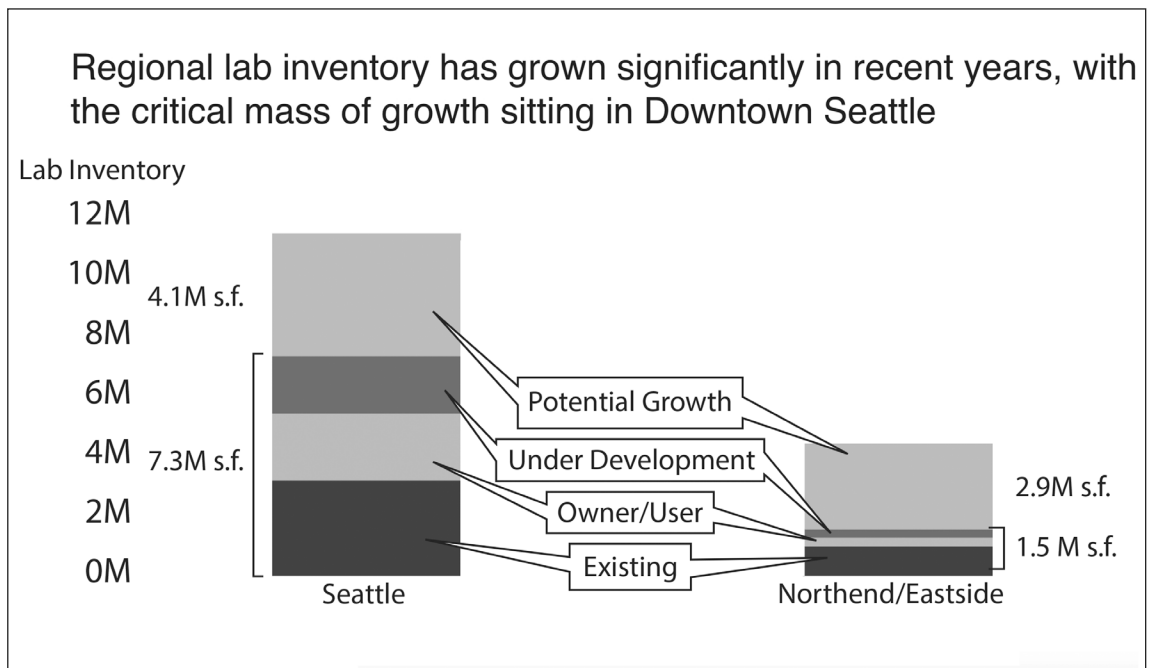 Regional lab inventory has grown significantly in recent years, with
the critical mass of growth sitting in Downtown Seattle
Lab Inventory
12M
10M
4.1M s.f.
8M
6M
Potential Growth
4M
7.3M s.f.
Under Development
2.9M s.f.
2M
Owner/User
1.5 M s.f.
0M
Existing
Seattle
Northend/Eastside